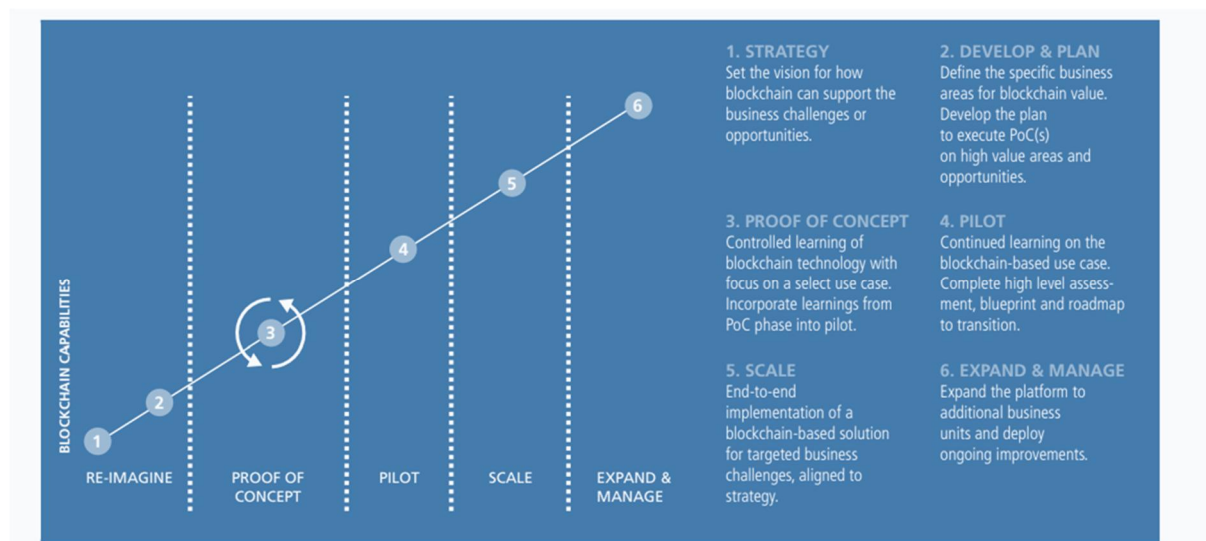 BLOCKCHAIN CAPABILITIES
1
2
3
4
5
6
RE-IMAGINE
PROOF OF
CONCEPT
PILOT
SCALE
EXPAND &
MANAGE
1. STRATEGY
Set the vision for how
blockchain can support the
business challenges or
opportunities.
2. DEVELOP & PLAN
Define the specific business
areas for blockchain value.
Develop the plan
to execute PoC(s)
on high value areas and
opportunities.
3. PROOF OF CONCEPT
Controlled learning of
blockchain technology with
focus on a select use case.
Incorporate learnings from
PoC phase into pilot.
4. PILOT
Continued learning on the
blockchain-based use case.
Complete high level assess-
ment, blueprint and roadmap
to transition.
5. SCALE
End-to-end
implementation of a
blockchain-based solution
for targeted business
challenges, aligned to
strategy.
6. EXPAND & MANAGE
Expand the platform to
additional business
units and deploy
ongoing improvements.